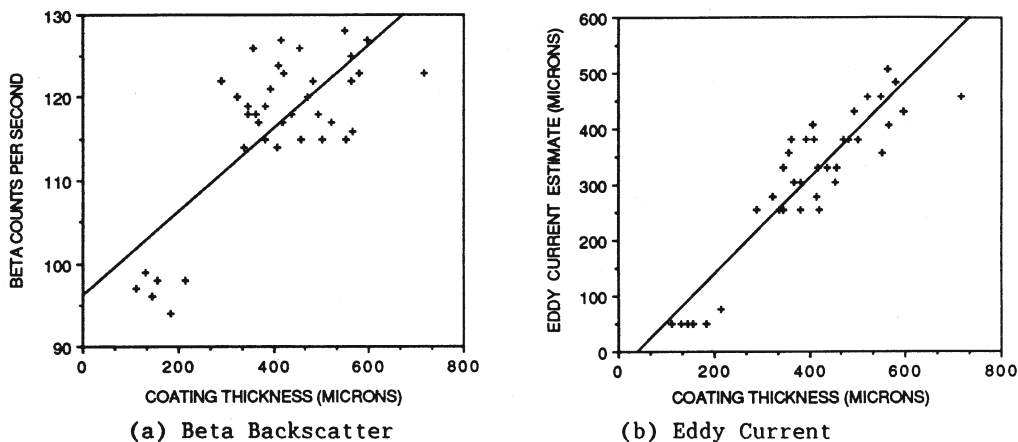 130
120
110
100
90
BETA COUNTS PER SECOND
0 200 400 600 800
COATING THICKNESS (MICRONS)
(a) Beta Backscatter
600
500
400
300
200
100
0
EDDY CURRENT ESTIMATE (MICRONS)
0 200 400 600 800
COATING THICKNESS (MICRONS)
(b) Eddy Current